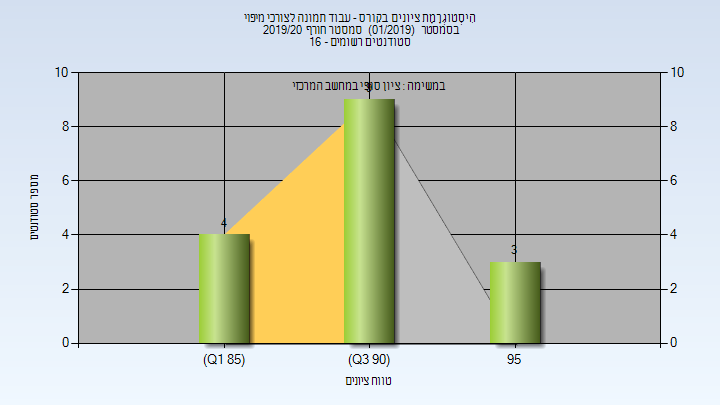 היסטוגרמת ציונים בקורס - עבוד תמונה לצורכי מיפוי
בסמסטר (01/2019) סמסטר חורף 2019/20
סטודנטים רשומים - 16
במשימה : ציון סופי במחשב המרכזי
10 10
9
8 8
6 6
4
4 4
3
2 2
0 0
(Q1 85) (Q3 90) 95
מספר סטודנטים
טווח ציונים